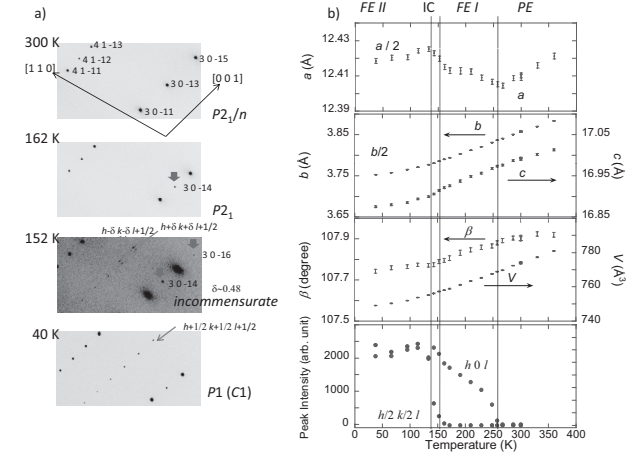 a)
300 K
4 1 -13
4 1 -12
4 1 -11
[1 1 0]
3 0 -15
[0 0 1]
3 0 -13
3 0 -11
P2₁/n
162 K
3 0 -14
P2₁
h-δ k-δ l+1/2
h+δ k+δ l+1/2
152 K
3 0 -16
3 0 -14
δ~0.48
incommensurate
40 K
h+1/2 k+1/2 l+1/2
P1 (C1)
b)
FE II
IC
FE I
PE
12.43
12.41
12.39
a (Å)
a / 2
a
3.85
3.75
3.65
b (Å)
b/2
b
c
17.05
16.95
16.85
c (Å)
107.9
107.7
107.5
β (degree)
β
V
780
760
740
V (Å³)
2000
1000
0
Peak Intensity (arb. unit)
h 0 l
h/2 k/2 l
0 50 100 150 200 250 300 350 400
Temperature (K)